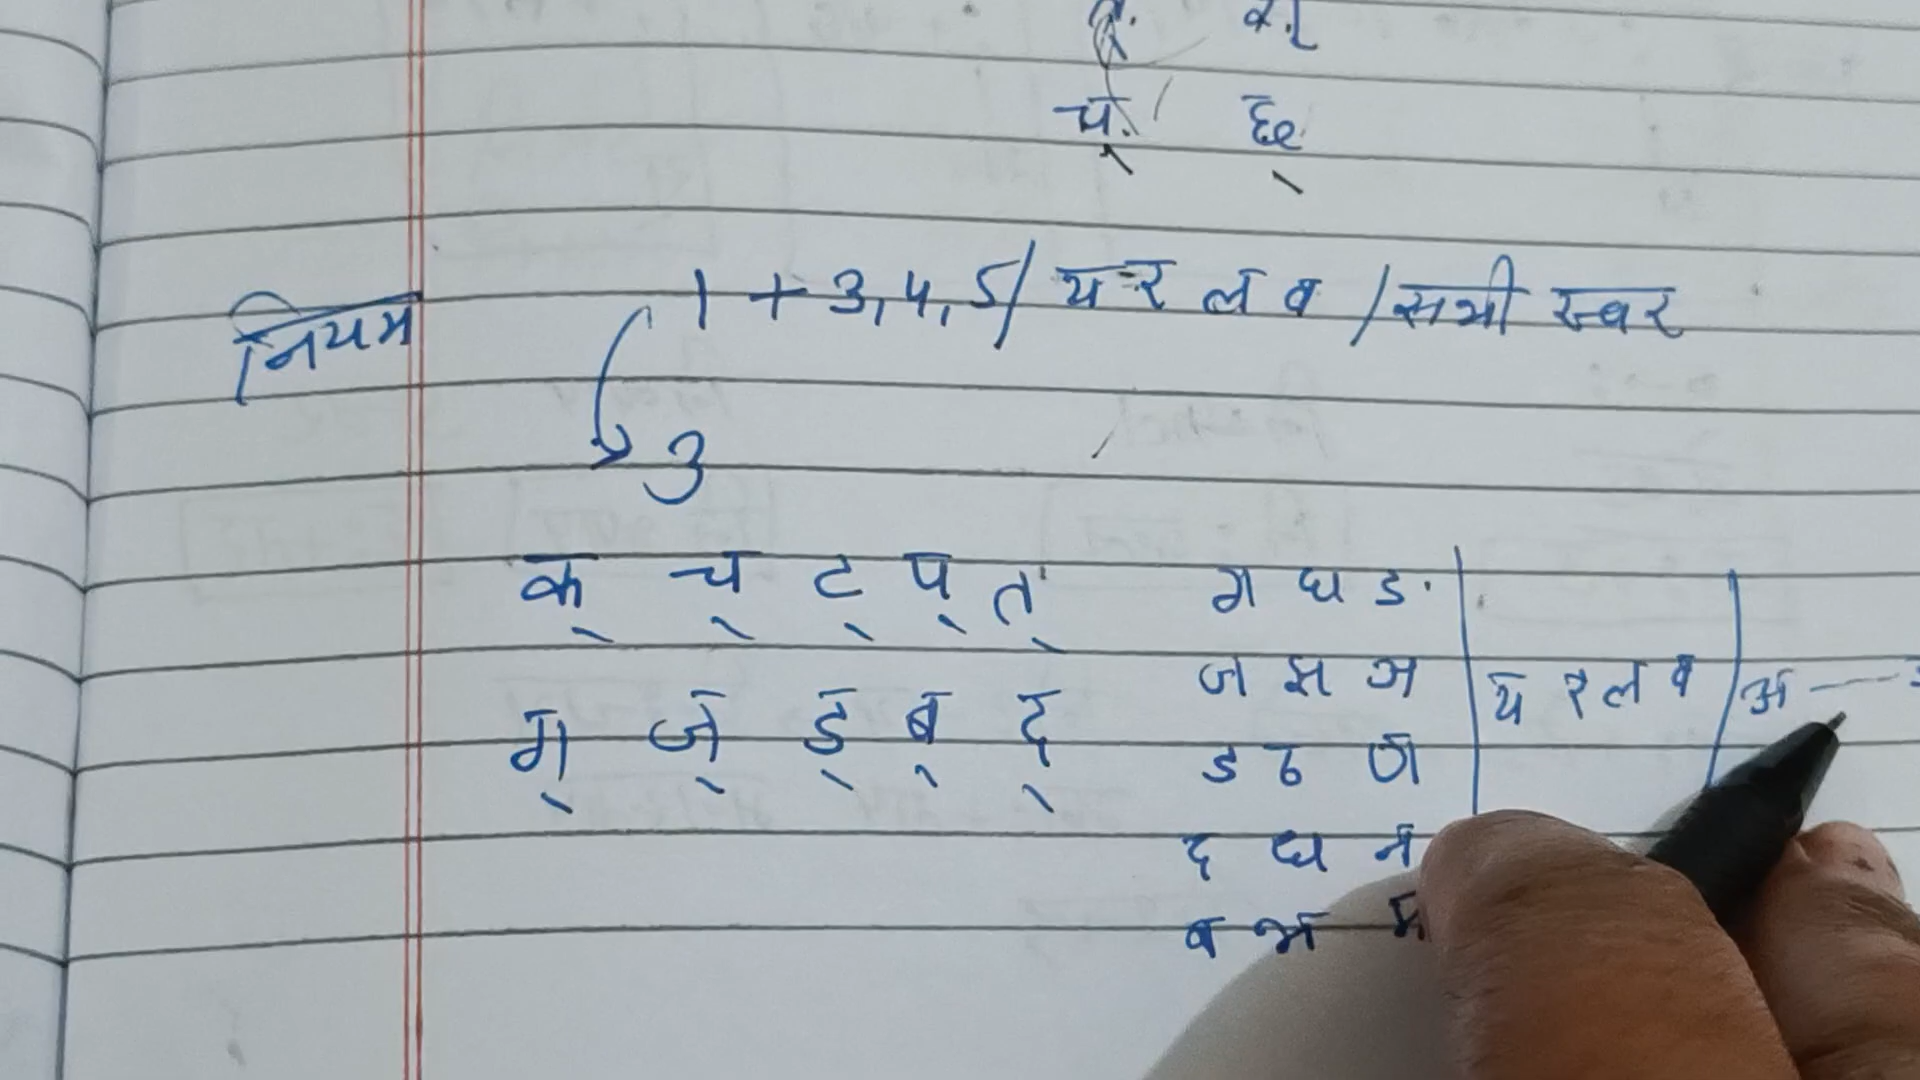 च. छ
नियम 1 + 3, 4, 5 / य र ल व / सभी स्वर
3
क् च् ट् प् त् ग घ ङ
ग् ज् ड् ब् द् ज झ ञ य र ल व अ —
ड ढ ण
द ध न
ब भ म